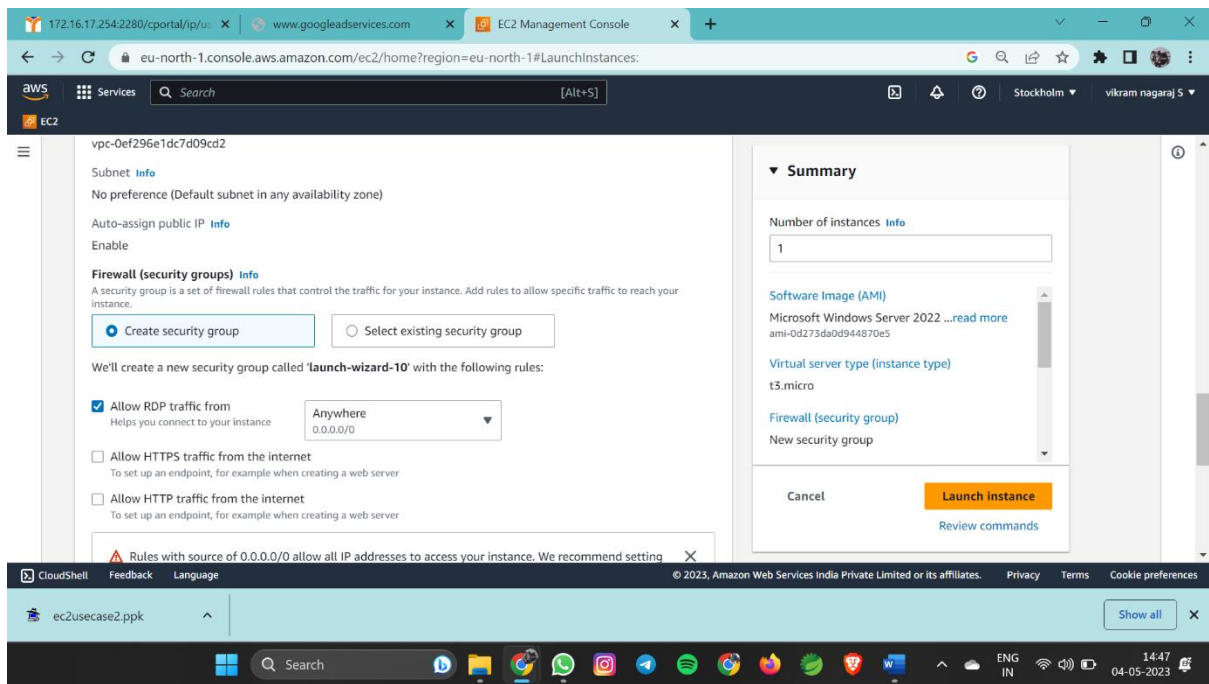 172.16.17.254:2280/cportal/ip/us
www.googleadservices.com
EC2 Management Console
eu-north-1.console.aws.amazon.com/ec2/home?region=eu-north-1#LaunchInstances:
aws
Services
Search
[Alt+S]
Stockholm
vikram nagaraj S
EC2
vpc-0ef296e1dc7d09cd2
Subnet Info
No preference (Default subnet in any availability zone)
Auto-assign public IP Info
Enable
Firewall (security groups) Info
A security group is a set of firewall rules that control the traffic for your instance. Add rules to allow specific traffic to reach your
instance.
Create security group
Select existing security group
We'll create a new security group called 'launch-wizard-10' with the following rules:
Allow RDP traffic from
Helps you connect to your instance
Anywhere
0.0.0.0/0
Allow HTTPS traffic from the internet
To set up an endpoint, for example when creating a web server
Allow HTTP traffic from the internet
To set up an endpoint, for example when creating a web server
Rules with source of 0.0.0.0/0 allow all IP addresses to access your instance. We recommend setting
Summary
Number of instances Info
1
Software Image (AMI)
Microsoft Windows Server 2022 ...read more
ami-0d273da0d944870e5
Virtual server type (instance type)
t3.micro
Firewall (security group)
New security group
Cancel
Launch instance
Review commands
CloudShell
Feedback
Language
© 2023, Amazon Web Services India Private Limited or its affiliates.
Privacy
Terms
Cookie preferences
ec2usecase2.ppk
Show all
Search
ENG
IN
14:47
04-05-2023